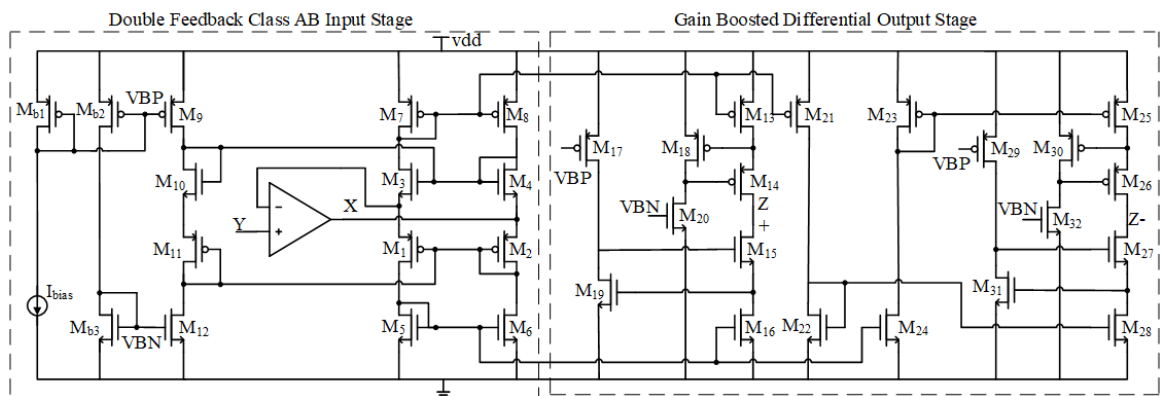 Double Feedback Class AB Input Stage
Gain Boosted Differential Output Stage
vdd
Mb1
Mb2
VBP
M9
M7
M8
M13
M21
M23
M25
M17
VBP
M18
M14
M29
VBP
M30
M26
M10
M3
M4
Z
+
VBN
M20
VBN
M32
Z-
X
Y
-
+
M11
M1
M2
M15
M27
M19
M31
Ibias
Mb3
VBN
M12
M5
M6
M16
M22
M24
M28